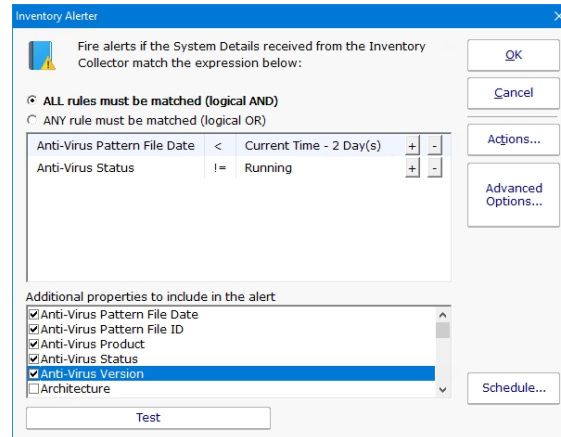 Inventory Alerter
Fire alerts if the System Details received from the Inventory
Collector match the expression below:
OK
Cancel
ALL rules must be matched (logical AND)
ANY rule must be matched (logical OR)
Actions...
Anti-Virus Pattern File Date < Current Time - 2 Day(s) + -
Anti-Virus Status != Running + -
Advanced
Options...
Additional properties to include in the alert
Anti-Virus Pattern File Date
Anti-Virus Pattern File ID
Anti-Virus Product
Anti-Virus Status
Anti-Virus Version
Architecture
Schedule...
Test